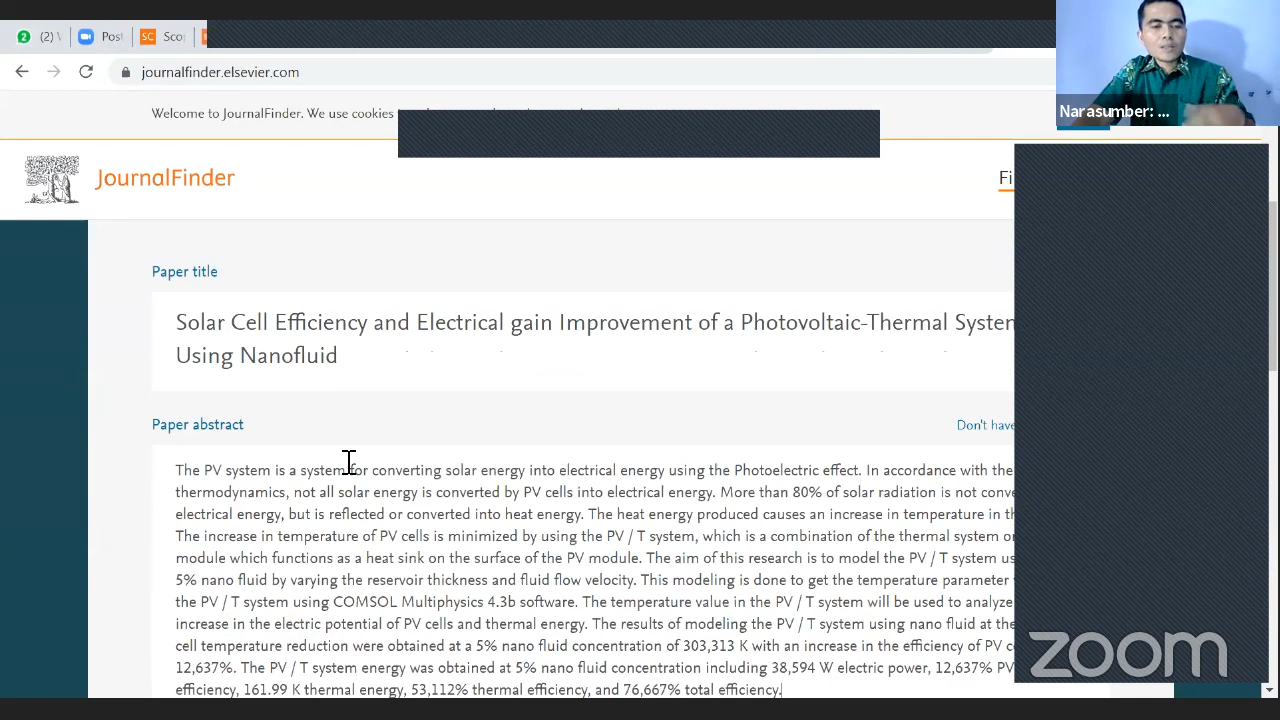 (2)
Post
Sco
journalfinder.elsevier.com
Narasumber: ...
Welcome to JournalFinder. We use cookies
JournalFinder
Fi
Paper title
Solar Cell Efficiency and Electrical gain Improvement of a Photovoltaic-Thermal System
Using Nanofluid
Paper abstract
Don't have
The PV system is a system for converting solar energy into electrical energy using the Photoelectric effect. In accordance with the
thermodynamics, not all solar energy is converted by PV cells into electrical energy. More than 80% of solar radiation is not conve
electrical energy, but is reflected or converted into heat energy. The heat energy produced causes an increase in temperature in th
The increase in temperature of PV cells is minimized by using the PV / T system, which is a combination of the thermal system or
module which functions as a heat sink on the surface of the PV module. The aim of this research is to model the PV / T system us
5% nano fluid by varying the reservoir thickness and fluid flow velocity. This modeling is done to get the temperature parameter
the PV / T system using COMSOL Multiphysics 4.3b software. The temperature value in the PV / T system will be used to analyze
increase in the electric potential of PV cells and thermal energy. The results of modeling the PV / T system using nano fluid at the
cell temperature reduction were obtained at a 5% nano fluid concentration of 303,313 K with an increase in the efficiency of PV c
12,637%. The PV / T system energy was obtained at 5% nano fluid concentration including 38,594 W electric power, 12,637% PV
efficiency, 161.99 K thermal energy, 53,112% thermal efficiency, and 76,667% total efficiency.
zoom